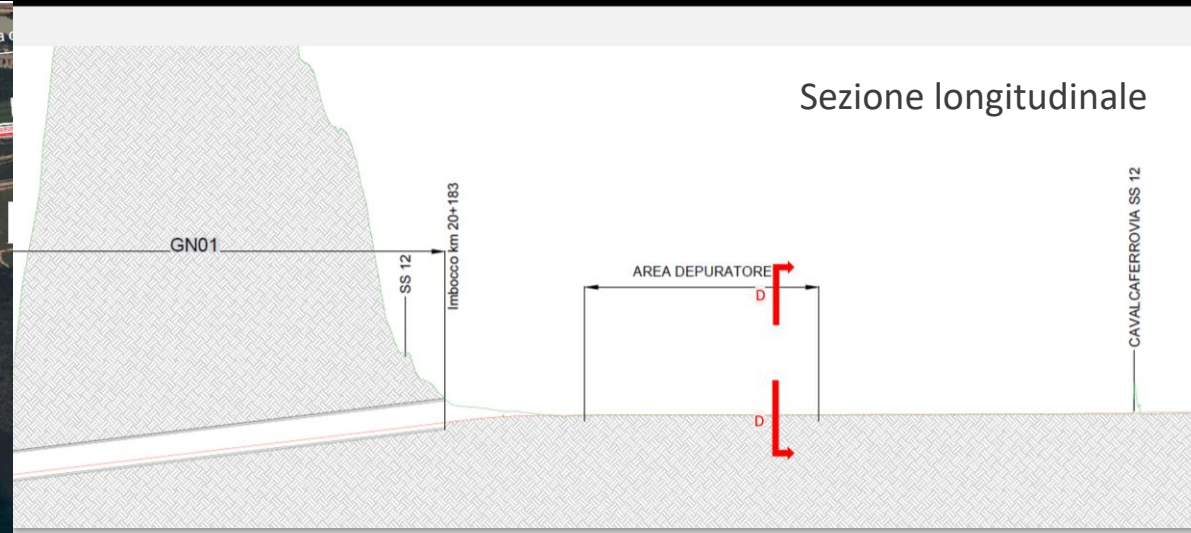 Sezione longitudinale
GN01
SS 12
Imbocco km 20+183
AREA DEPURATORE
D
D
CAVALCAFERROVIA SS 12